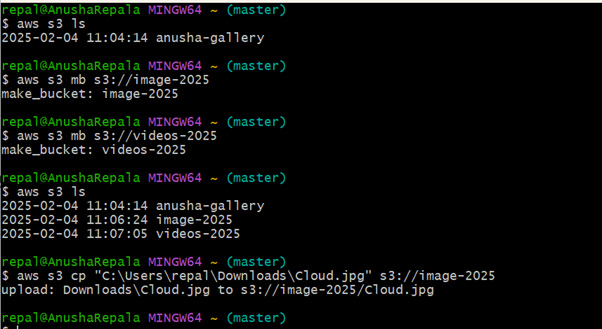 repal@AnushaRepala MINGW64 ~ (master)
$ aws s3 ls
2025-02-04 11:04:14 anusha-gallery
repal@AnushaRepala MINGW64 ~ (master)
$ aws s3 mb s3://image-2025
make_bucket: image-2025
repal@AnushaRepala MINGW64 ~ (master)
$ aws s3 mb s3://videos-2025
make_bucket: videos-2025
repal@AnushaRepala MINGW64 ~ (master)
$ aws s3 ls
2025-02-04 11:04:14 anusha-gallery
2025-02-04 11:06:24 image-2025
2025-02-04 11:07:05 videos-2025
repal@AnushaRepala MINGW64 ~ (master)
$ aws s3 cp "C:\Users\repal\Downloads\Cloud.jpg" s3://image-2025
upload: Downloads\Cloud.jpg to s3://image-2025/Cloud.jpg
repal@AnushaRepala MINGW64 ~ (master)